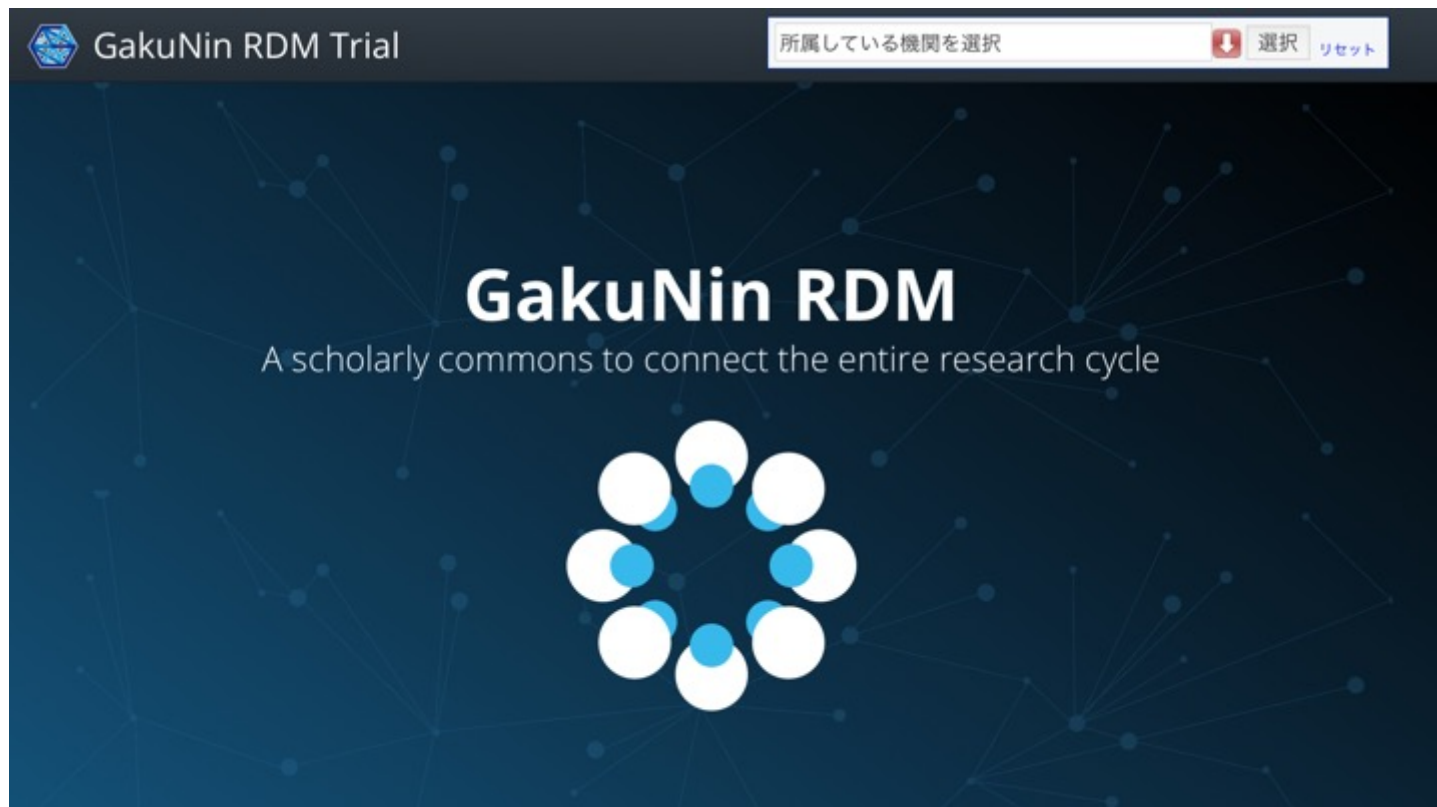 GakuNin RDM Trial
所属している機関を選択 選択 リセット
GakuNin RDM
A scholarly commons to connect the entire research cycle